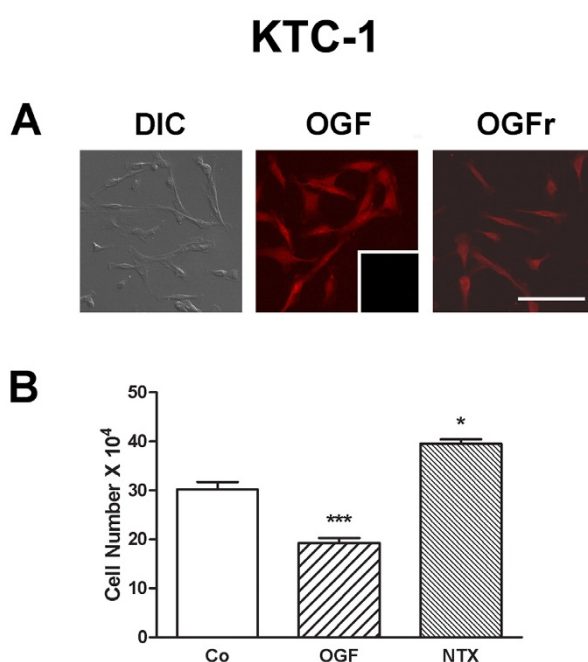 KTC-1
A
DIC OGF OGFr
B
Cell Number X 10⁴
50
40
30
20
10
0
***
*
Co OGF NTX